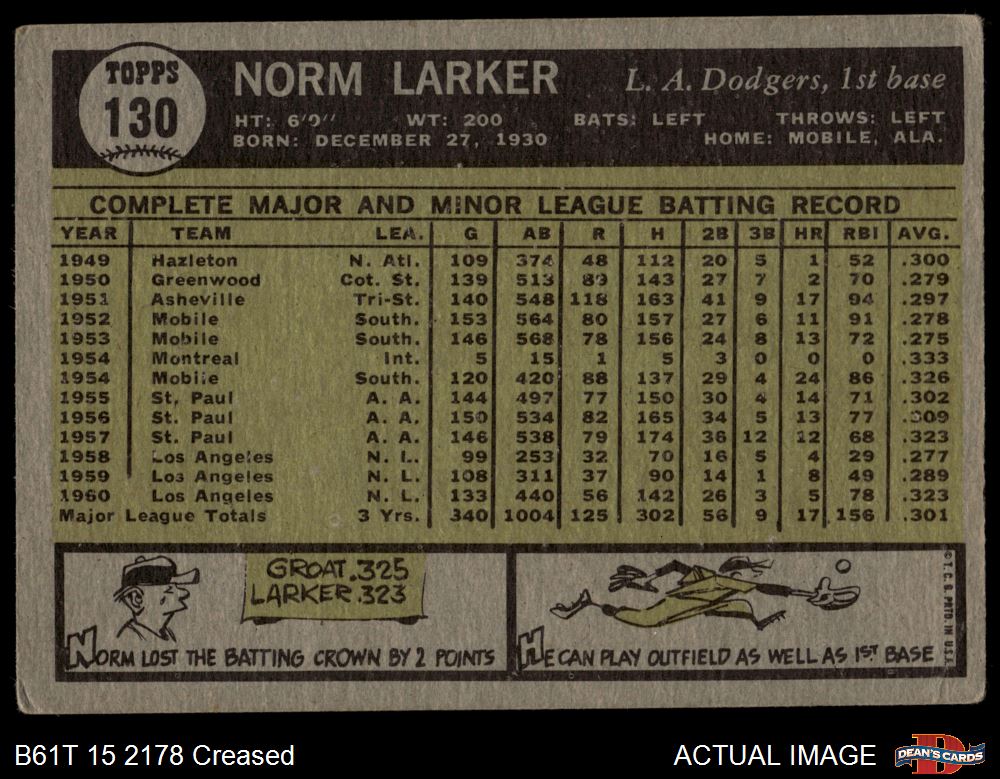 TOPPS
130
NORM LARKER
L. A. Dodgers, 1st base
HT: 6'0" WT: 200 BATS: LEFT THROWS: LEFT
BORN: DECEMBER 27, 1930 HOME: MOBILE, ALA.
COMPLETE MAJOR AND MINOR LEAGUE BATTING RECORD
YEAR TEAM LEA. G AB R H 2B 3B HR RBI AVG.
1949 Hazleton N. Atl. 109 374 48 112 20 5 1 52 .300
1950 Greenwood Cot. St. 139 513 89 143 27 7 2 70 .279
1951 Asheville Tri-St. 140 548 118 163 41 9 17 94 .297
1952 Mobile South. 153 564 80 157 27 6 11 91 .278
1953 Mobile South. 146 568 78 156 24 8 13 72 .275
1954 Montreal Int. 5 15 1 5 3 0 0 0 .333
1954 Mobile South. 120 420 88 137 29 4 24 86 .326
1955 St. Paul A. A. 144 497 77 150 30 4 14 71 .302
1956 St. Paul A. A. 150 534 82 165 34 5 13 77 .309
1957 St. Paul A. A. 146 538 79 174 36 12 12 68 .323
1958 Los Angeles N. L. 99 253 32 70 16 5 4 29 .277
1959 Los Angeles N. L. 108 311 37 90 14 1 8 49 .289
1960 Los Angeles N. L. 133 440 56 142 26 3 5 78 .323
Major League Totals 3 Yrs. 340 1004 125 302 56 9 17 156 .301
GROAT .325
LARKER .323
NORM LOST THE BATTING CROWN BY 2 POINTS
HE CAN PLAY OUTFIELD AS WELL AS 1ST BASE
© T. C. G. PRTD. IN U.S.A.
B61T 15 2178 Creased
ACTUAL IMAGE
DEAN'S CARDS